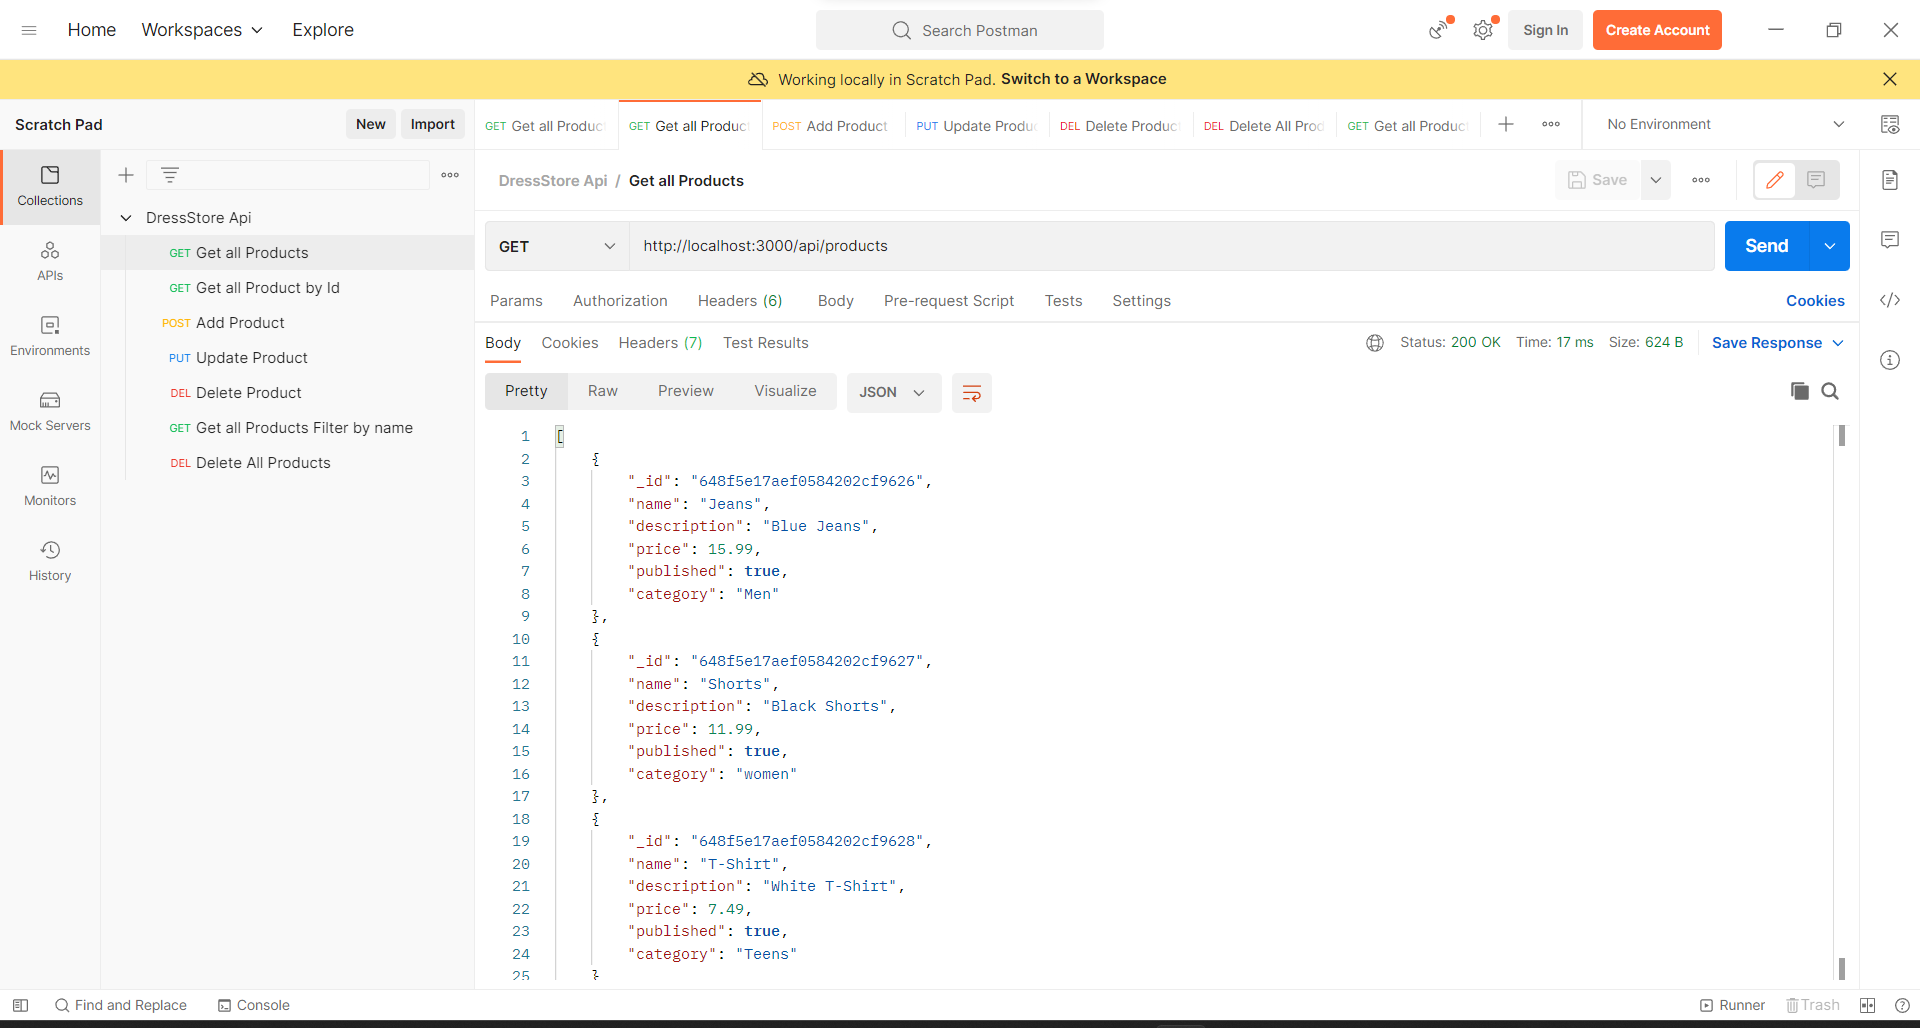 Home Workspaces Explore Search Postman Sign In Create Account
Working locally in Scratch Pad. Switch to a Workspace
Scratch Pad New Import
GET Get all Produc GET Get all Produc POST Add Product PUT Update Produ DEL Delete Produc DEL Delete All Prod GET Get all Produc No Environment
Collections
APIs
Environments
Mock Servers
Monitors
History
DressStore Api
GET Get all Products
GET Get all Product by Id
POST Add Product
PUT Update Product
DEL Delete Product
GET Get all Products Filter by name
DEL Delete All Products
DressStore Api / Get all Products Save
GET http://localhost:3000/api/products Send
Params Authorization Headers (6) Body Pre-request Script Tests Settings Cookies
Body Cookies Headers (7) Test Results Status: 200 OK Time: 17 ms Size: 624 B Save Response
Pretty Raw Preview Visualize JSON
1 [
2 {
3 "_id": "648f5e17aef0584202cf9626",
4 "name": "Jeans",
5 "description": "Blue Jeans",
6 "price": 15.99,
7 "published": true,
8 "category": "Men"
9 },
10 {
11 "_id": "648f5e17aef0584202cf9627",
12 "name": "Shorts",
13 "description": "Black Shorts",
14 "price": 11.99,
15 "published": true,
16 "category": "women"
17 },
18 {
19 "_id": "648f5e17aef0584202cf9628",
20 "name": "T-Shirt",
21 "description": "White T-Shirt",
22 "price": 7.49,
23 "published": true,
24 "category": "Teens"
25 }
Find and Replace Console Runner Trash